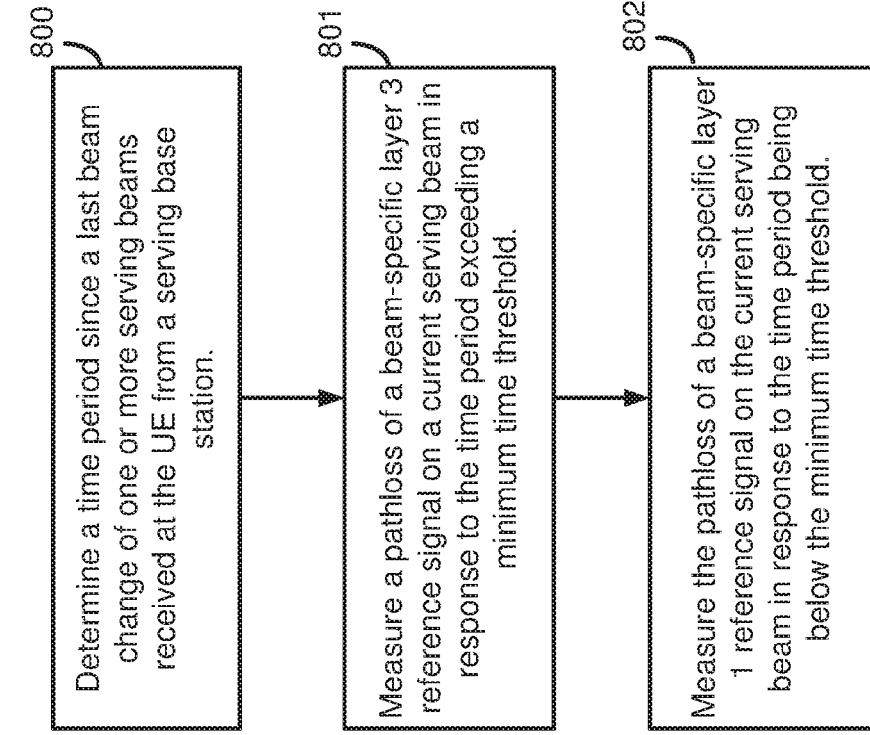 800
Determine a time period since a last beam
change of one or more serving beams
received at the UE from a serving base
station.
801
Measure a pathloss of a beam-specific layer 3
reference signal on a current serving beam in
response to the time period exceeding a
minimum time threshold.
802
Measure the pathloss of a beam-specific layer
1 reference signal on the current serving
beam in response to the time period being
below the minimum time threshold.